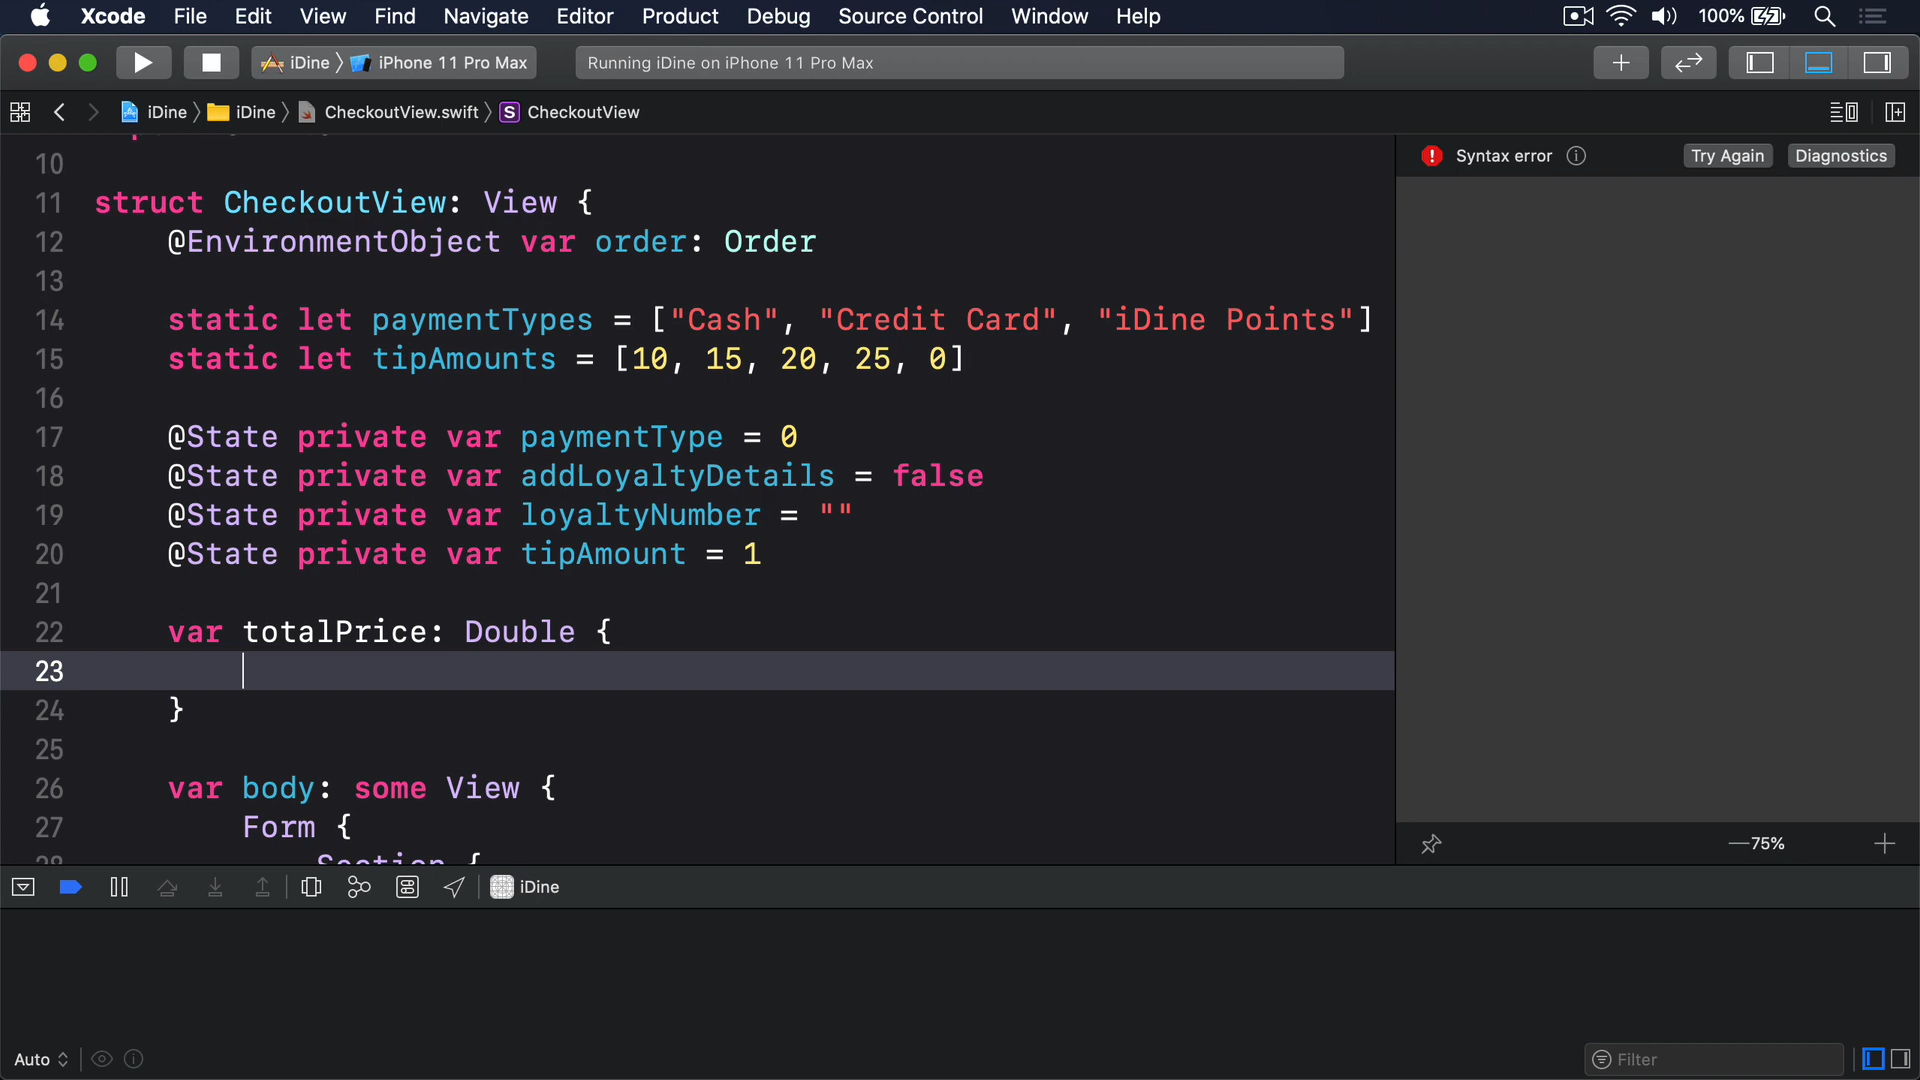 Xcode File Edit View Find Navigate Editor Product Debug Source Control Window Help 100%
iDine iPhone 11 Pro Max Running iDine on iPhone 11 Pro Max
iDine iDine CheckoutView.swift S CheckoutView
Syntax error Try Again Diagnostics
10
11 struct CheckoutView: View {
12 @EnvironmentObject var order: Order
13
14 static let paymentTypes = ["Cash", "Credit Card", "iDine Points"]
15 static let tipAmounts = [10, 15, 20, 25, 0]
16
17 @State private var paymentType = 0
18 @State private var addLoyaltyDetails = false
19 @State private var loyaltyNumber = ""
20 @State private var tipAmount = 1
21
22 var totalPrice: Double {
23
24 }
25
26 var body: some View {
27 Form {
28 Section {
75%
iDine
Auto Filter